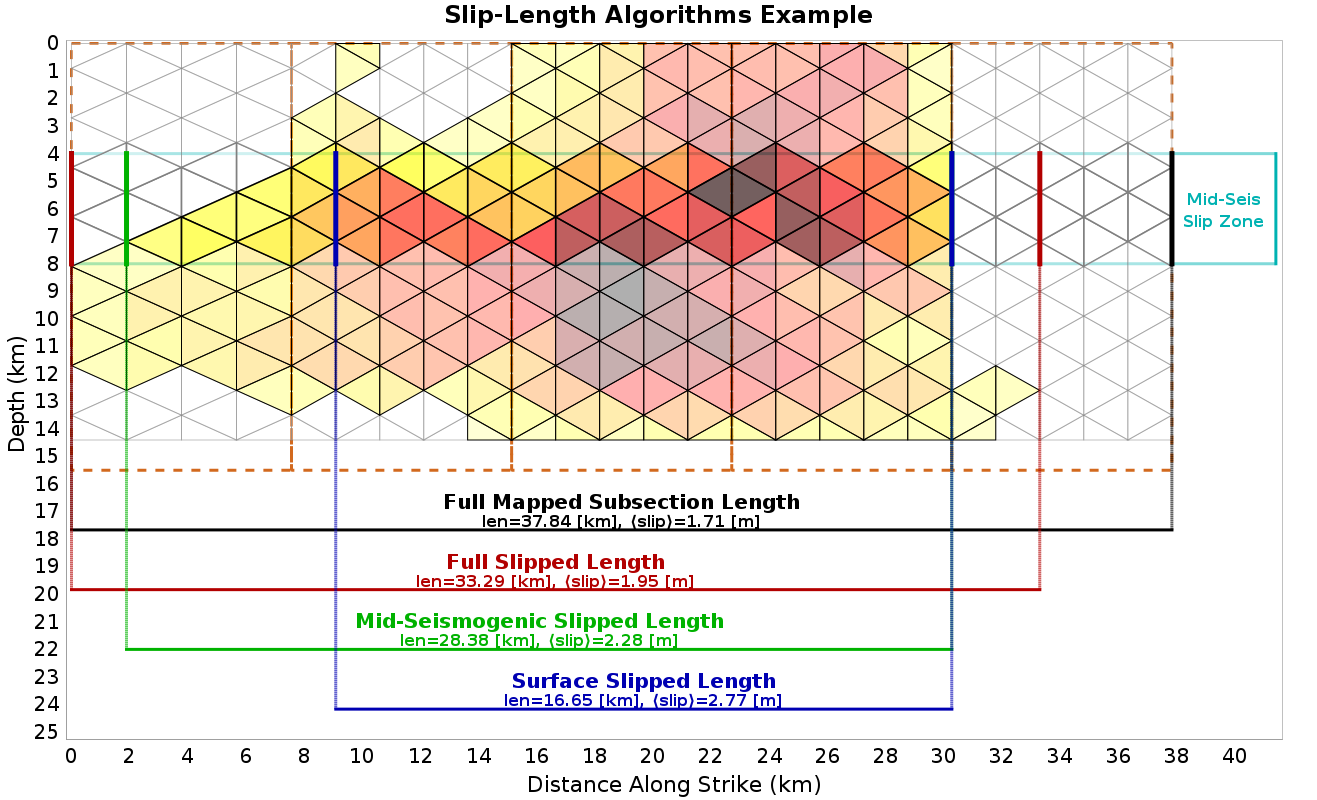 Slip-Length Algorithms Example
0
1
2
3
4
5
6
7
8
9
10
11
12
13
14
15
16
17
18
19
20
21
22
23
24
25
Depth (km)
Mid-Seis
Slip Zone
Full Mapped Subsection Length
len=37.84 [km], ⟨slip⟩=1.71 [m]
Full Slipped Length
len=33.29 [km], ⟨slip⟩=1.95 [m]
Mid-Seismogenic Slipped Length
len=28.38 [km], ⟨slip⟩=2.28 [m]
Surface Slipped Length
len=16.65 [km], ⟨slip⟩=2.77 [m]
0 2 4 6 8 10 12 14 16 18 20 22 24 26 28 30 32 34 36 38 40
Distance Along Strike (km)